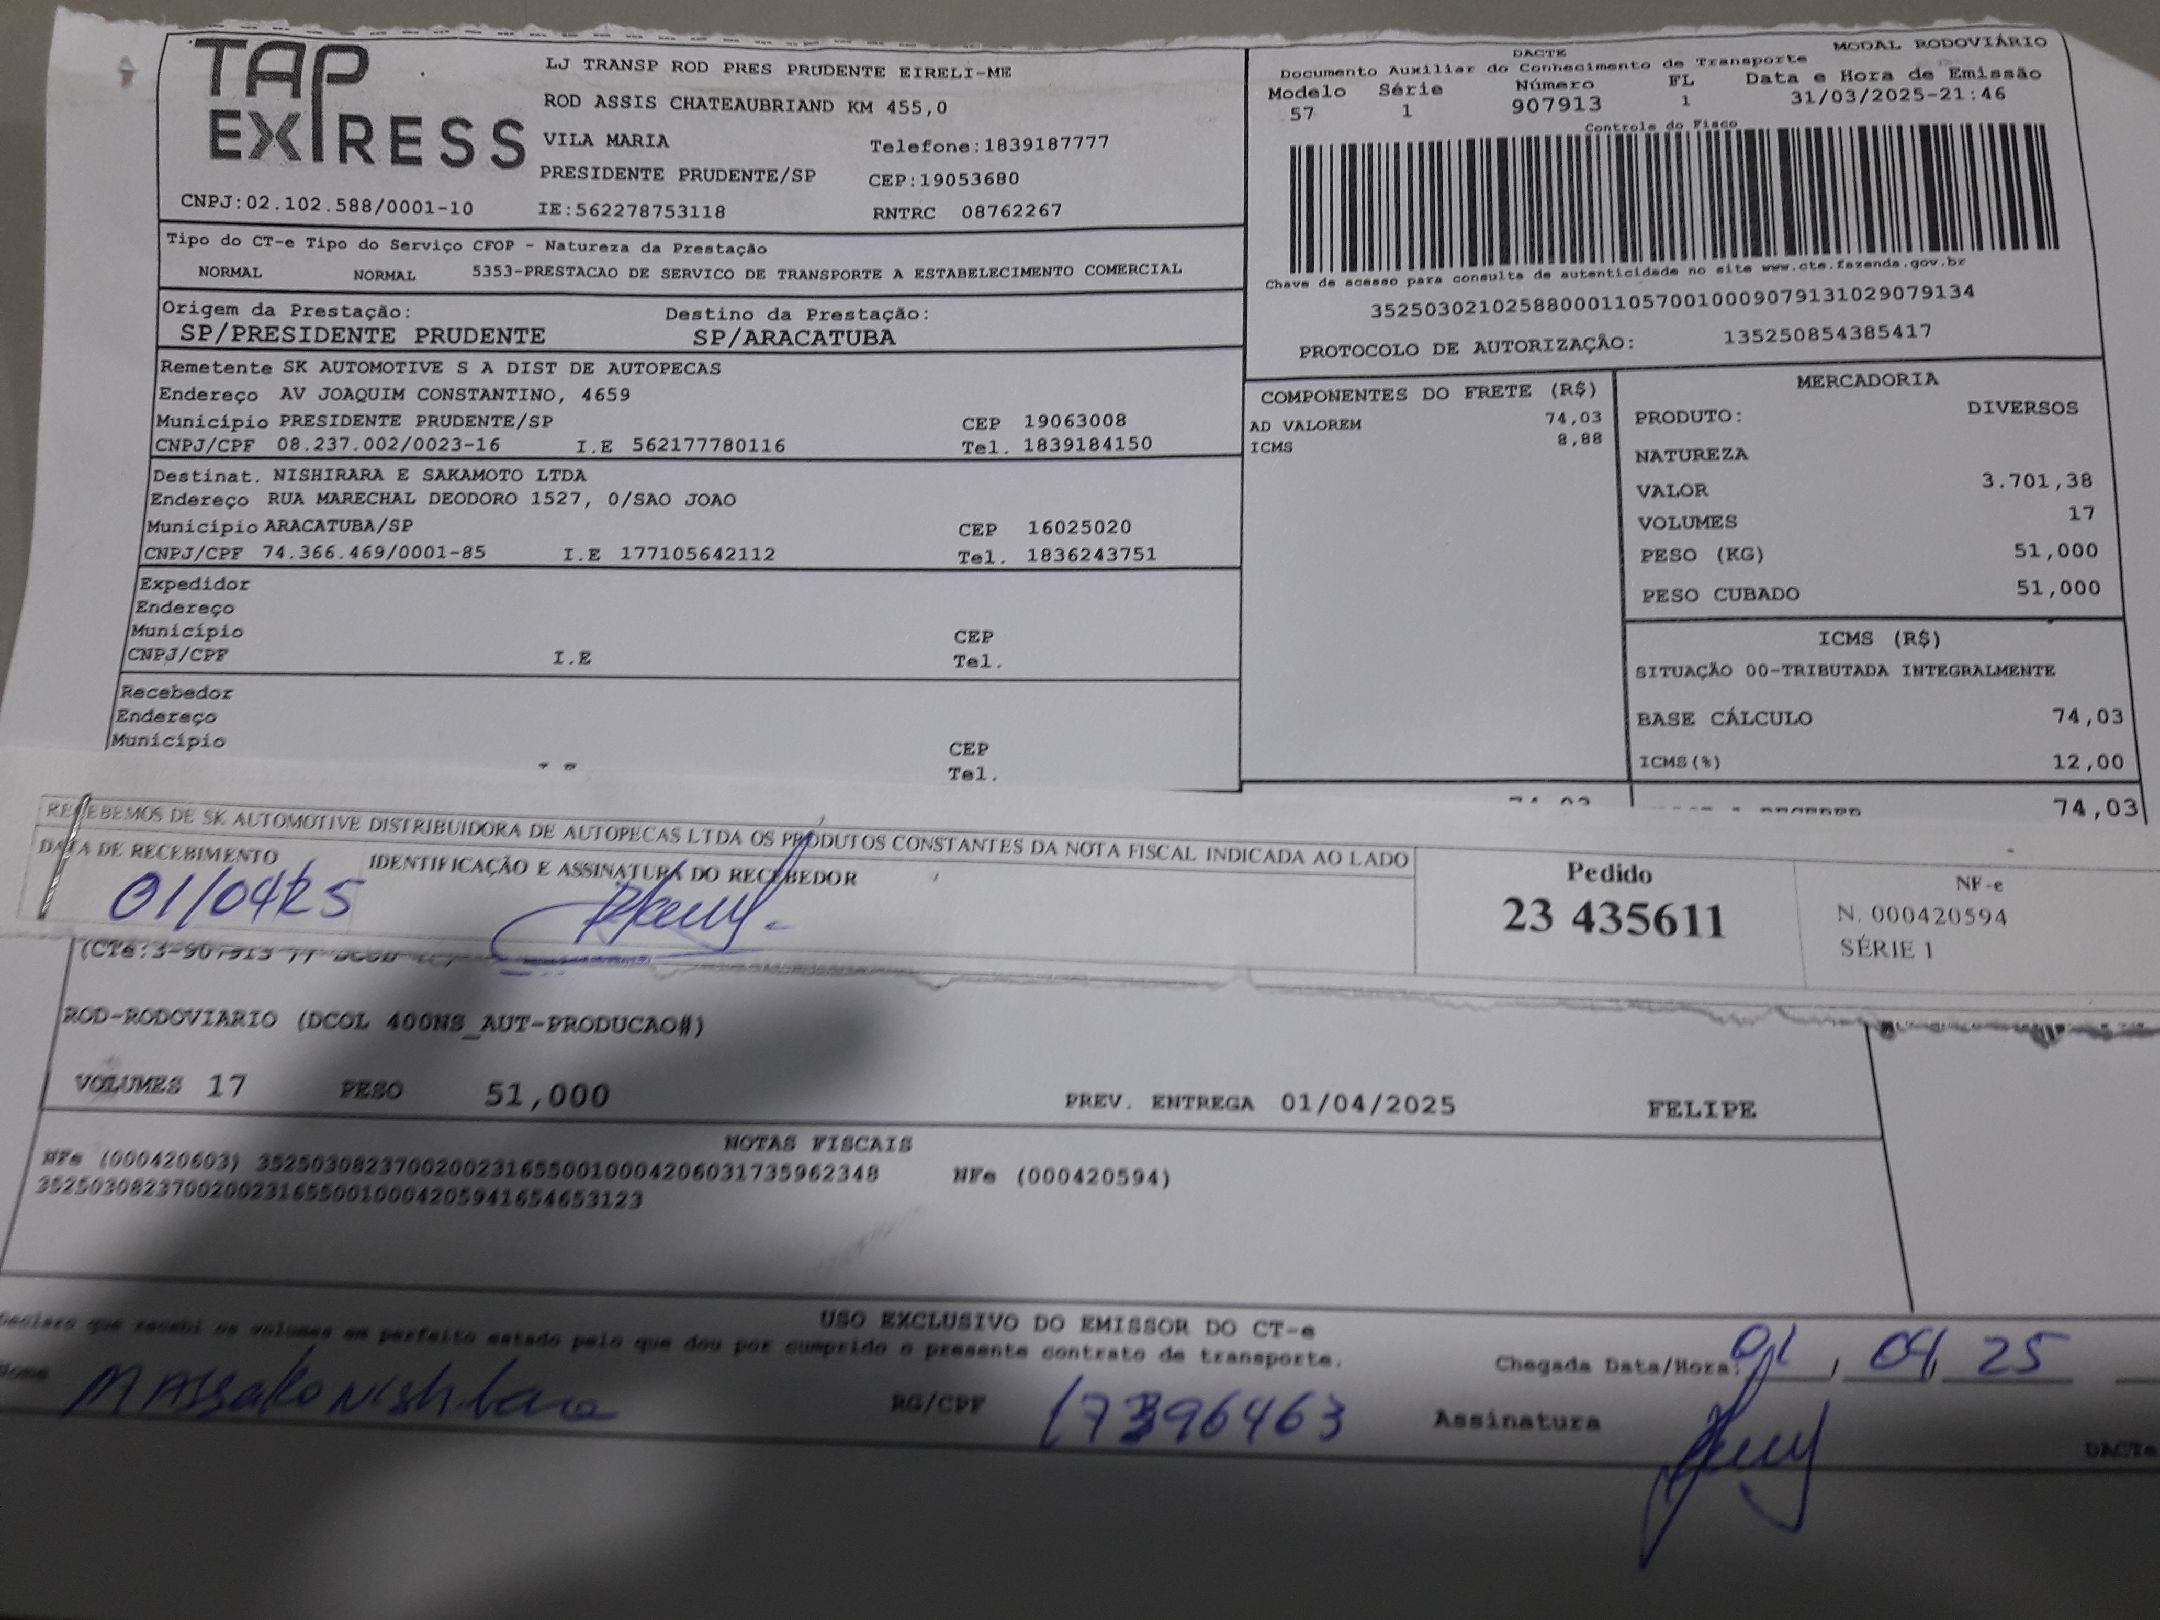 TAP
EXPRESS
LJ TRANSP ROD PRES PRUDENTE EIRELI-ME
ROD ASSIS CHATEAUBRIAND KM 455,0
VILA MARIA Telefone:1839187777
PRESIDENTE PRUDENTE/SP CEP:19053680
CNPJ:02.102.588/0001-10 IE:562278753118 RNTRC 08762267
DACTE MODAL RODOVIÁRIO
Documento Auxiliar do Conhecimento de Transporte
Modelo Série Número FL Data e Hora de Emissão
57 1 907913 1 31/03/2025-21:46
Controle do Fisco
Chave de acesso para consulta de autenticidade no site www.cte.fazenda.gov.br
35250302102588000110570010009079131029079134
PROTOCOLO DE AUTORIZAÇÃO: 135250854385417
Tipo do CT-e Tipo do Serviço CFOP - Natureza da Prestação
NORMAL NORMAL 5353-PRESTACAO DE SERVICO DE TRANSPORTE A ESTABELECIMENTO COMERCIAL
Origem da Prestação: Destino da Prestação:
SP/PRESIDENTE PRUDENTE SP/ARACATUBA
Remetente SK AUTOMOTIVE S A DIST DE AUTOPECAS
Endereço AV JOAQUIM CONSTANTINO, 4659
Município PRESIDENTE PRUDENTE/SP CEP 19063008
CNPJ/CPF 08.237.002/0023-16 I.E 562177780116 Tel. 1839184150
Destinat. NISHIRARA E SAKAMOTO LTDA
Endereço RUA MARECHAL DEODORO 1527, 0/SAO JOAO
Município ARACATUBA/SP CEP 16025020
CNPJ/CPF 74.366.469/0001-85 I.E 177105642112 Tel. 1836243751
Expedidor
Endereço
Município CEP
CNPJ/CPF I.E Tel.
Recebedor
Endereço
Município CEP
Tel.
COMPONENTES DO FRETE (R$)
AD VALOREM 74,03
ICMS 8,88
MERCADORIA
PRODUTO: DIVERSOS
NATUREZA
VALOR 3.701,38
VOLUMES 17
PESO (KG) 51,000
PESO CUBADO 51,000
ICMS (R$)
SITUAÇÃO 00-TRIBUTADA INTEGRALMENTE
BASE CÁLCULO 74,03
ICMS(%) 12,00
74,03
RECEBEMOS DE SK AUTOMOTIVE DISTRIBUIDORA DE AUTOPECAS LTDA OS PRODUTOS CONSTANTES DA NOTA FISCAL INDICADA AO LADO
DATA DE RECEBIMENTO IDENTIFICAÇÃO E ASSINATURA DO RECEBEDOR
01/04/25
Pedido
23 435611
NF-e
N. 000420594
SÉRIE 1
ROD-RODOVIARIO (DCOL 400NS_AUT-PRODUCAO#)
VOLUMES 17 PESO 51,000 PREV. ENTREGA 01/04/2025 FELIPE
NOTAS FISCAIS
NFe (000420603) 35250308237002002316550010004206031735962348 NFe (000420594)
35250308237002002316550010004205941654653123
USO EXCLUSIVO DO EMISSOR DO CT-e
Declaro que recebi os volumes em perfeito estado pelo que dou por cumprido o presente contrato de transporte.
Nome Massako Nishihara RG/CPF 17396463 Chegada Data/Hora: 01/04/25
Assinatura
DACTe